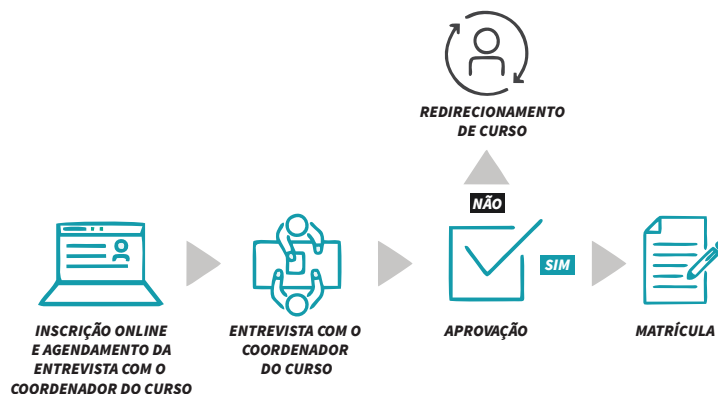 REDIRECIONAMENTO
DE CURSO
NÃO
SIM
INSCRIÇÃO ONLINE
E AGENDAMENTO DA
ENTREVISTA COM O
COORDENADOR DO CURSO
ENTREVISTA COM O
COORDENADOR
DO CURSO
APROVAÇÃO
MATRÍCULA